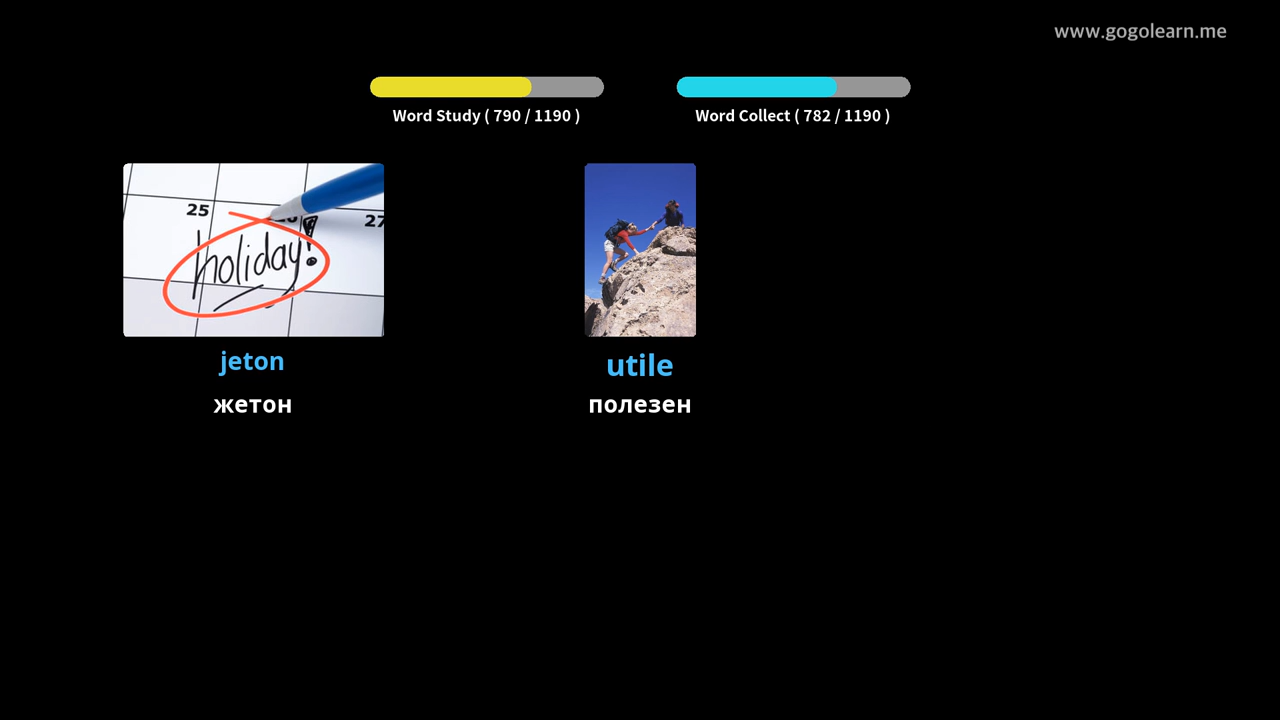 www.gogolearn.me
Word Study ( 790 / 1190 )
Word Collect ( 782 / 1190 )
25
27
holiday!
jeton
utile
жетон
полезен